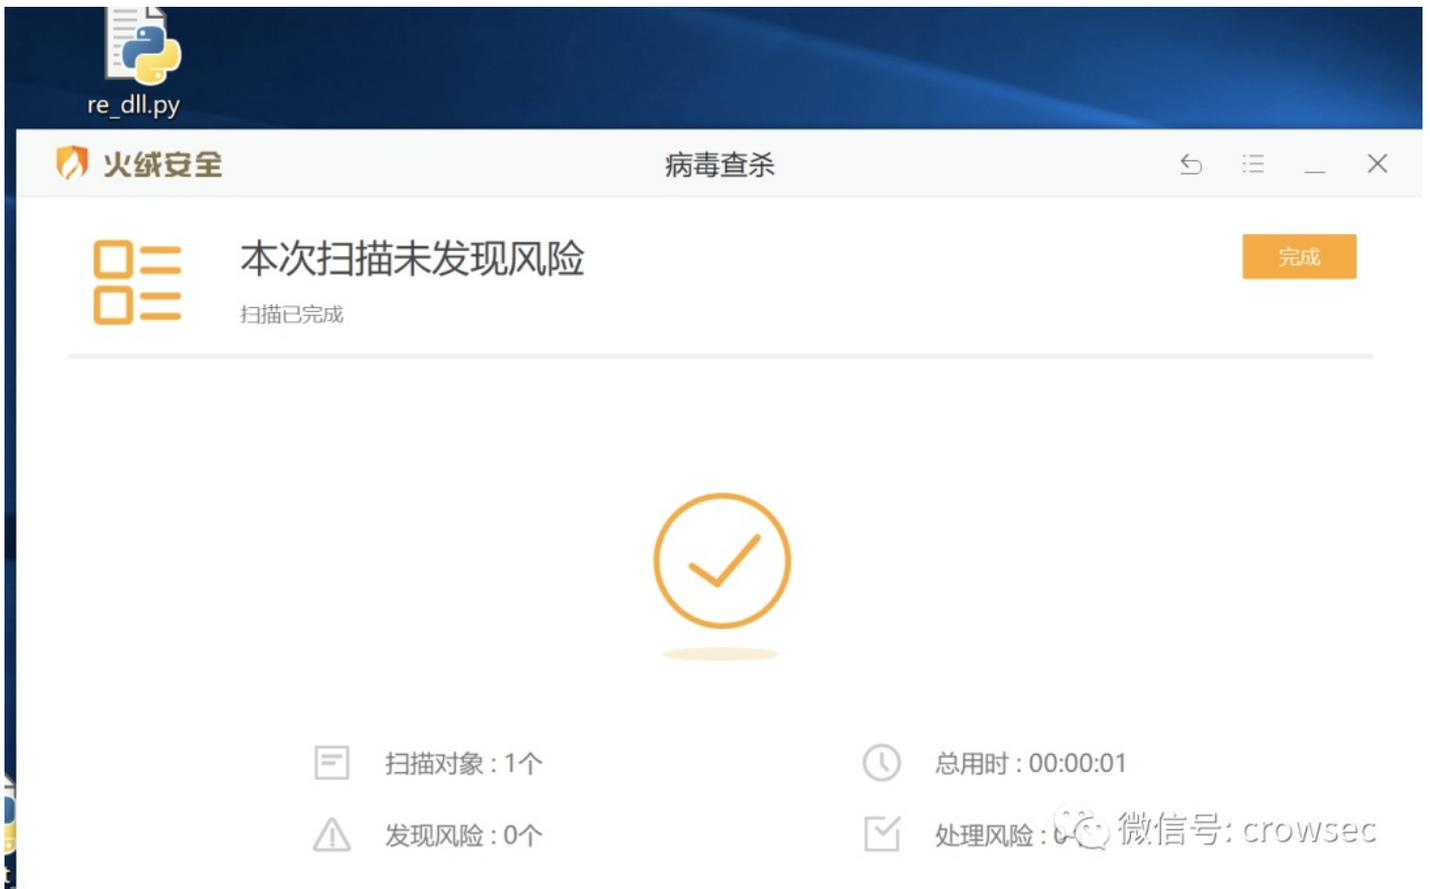 re_dll.py
火绒安全
病毒查杀
本次扫描未发现风险
完成
扫描已完成
扫描对象 : 1个
总用时 : 00:00:01
发现风险 : 0个
处理风险 : 0个
微信号: crowsec